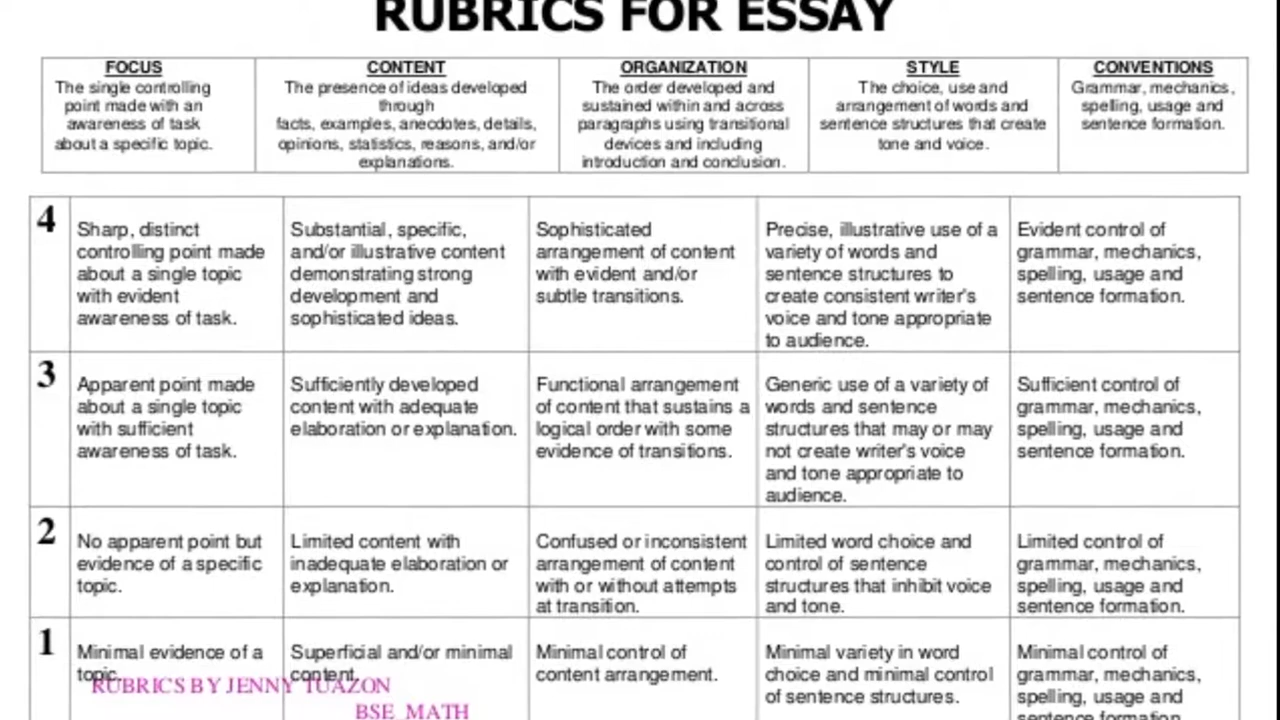 RUBRICS FOR ESSAY
FOCUS
The single controlling
point made with an
awareness of task
about a specific topic.
CONTENT
The presence of ideas developed
through
facts, examples, anecdotes, details,
opinions, statistics, reasons, and/or
explanations.
ORGANIZATION
The order developed and
sustained within and across
paragraphs using transitional
devices and including
introduction and conclusion.
STYLE
The choice, use and
arrangement of words and
sentence structures that create
tone and voice.
CONVENTIONS
Grammar, mechanics,
spelling, usage and
sentence formation.
4
Sharp, distinct
controlling point made
about a single topic
with evident
awareness of task.
Substantial, specific,
and/or illustrative content
demonstrating strong
development and
sophisticated ideas.
Sophisticated
arrangement of content
with evident and/or
subtle transitions.
Precise, illustrative use of a
variety of words and
sentence structures to
create consistent writer's
voice and tone appropriate
to audience.
Evident control of
grammar, mechanics,
spelling, usage and
sentence formation.
3
Apparent point made
about a single topic
with sufficient
awareness of task.
Sufficiently developed
content with adequate
elaboration or explanation.
Functional arrangement
of content that sustains a
logical order with some
evidence of transitions.
Generic use of a variety of
words and sentence
structures that may or may
not create writer's voice
and tone appropriate to
audience.
Sufficient control of
grammar, mechanics,
spelling, usage and
sentence formation.
2
No apparent point but
evidence of a specific
topic.
Limited content with
inadequate elaboration or
explanation.
Confused or inconsistent
arrangement of content
with or without attempts
at transition.
Limited word choice and
control of sentence
structures that inhibit voice
and tone.
Limited control of
grammar, mechanics,
spelling, usage and
sentence formation.
1
Minimal evidence of a
topic.
Superficial and/or minimal
content.
Minimal control of
content arrangement.
Minimal variety in word
choice and minimal control
of sentence structures.
Minimal control of
grammar, mechanics,
spelling, usage and
sentence formation.
RUBRICS BY JENNY TUAZON
BSE_MATH